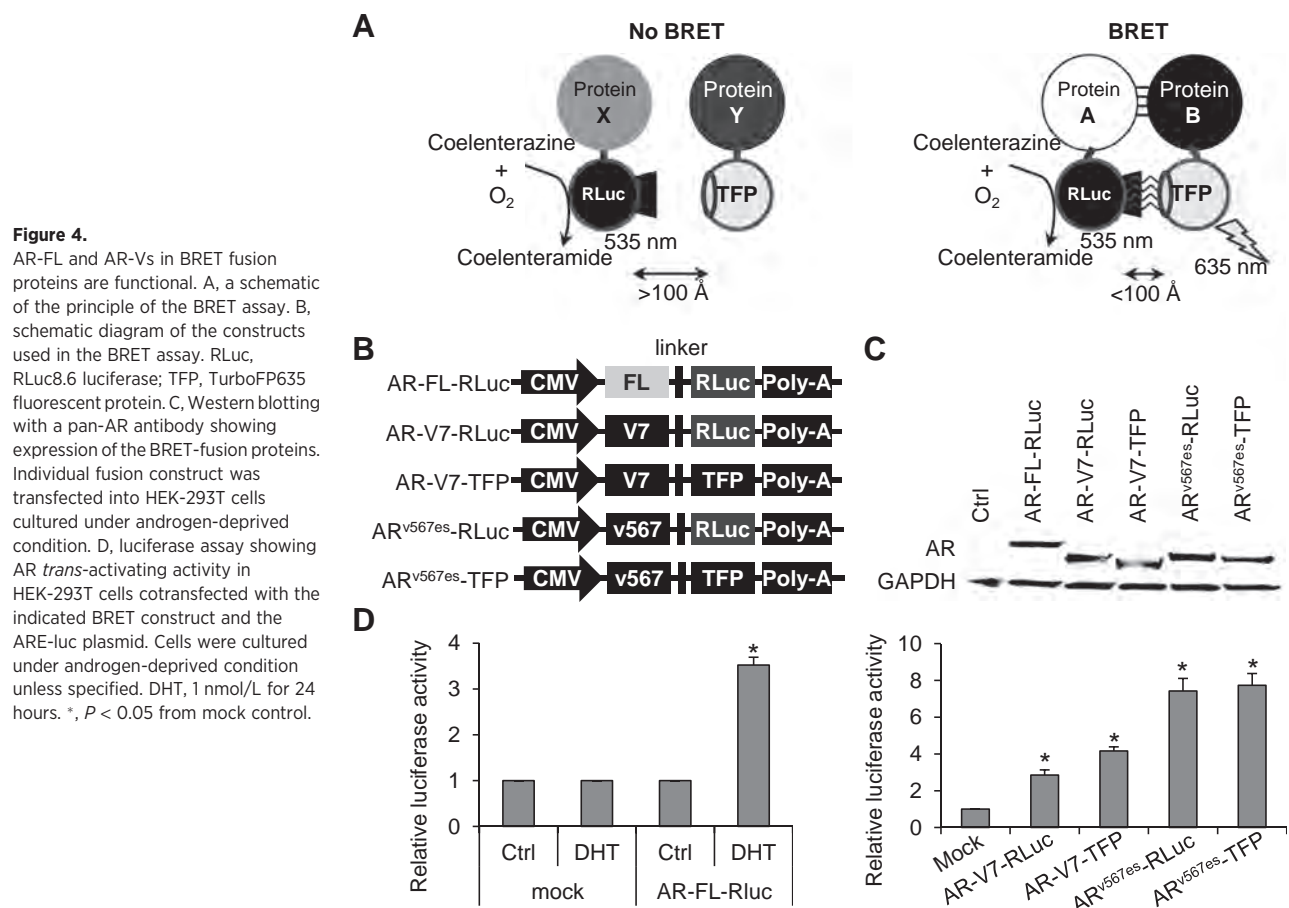 Figure 4.
AR-FL and AR-Vs in BRET fusion
proteins are functional. A, a schematic
of the principle of the BRET assay. B,
schematic diagram of the constructs
used in the BRET assay. RLuc,
RLuc8.6 luciferase; TFP, TurboFP635
fluorescent protein. C, Western blotting
with a pan-AR antibody showing
expression of the BRET-fusion proteins.
Individual fusion construct was
transfected into HEK-293T cells
cultured under androgen-deprived
condition. D, luciferase assay showing
AR trans-activating activity in
HEK-293T cells cotransfected with the
indicated BRET construct and the
ARE-luc plasmid. Cells were cultured
under androgen-deprived condition
unless specified. DHT, 1 nmol/L for 24
hours. *, P < 0.05 from mock control.
A
No BRET
Protein
X
Protein
Y
Coelenterazine
+
O₂
RLuc
TFP
535 nm
Coelenteramide
>100 Å
BRET
Protein
A
Protein
B
Coelenterazine
+
O₂
RLuc
TFP
535 nm
Coelenteramide
635 nm
<100 Å
B
linker
AR-FL-RLuc CMV FL RLuc Poly-A
AR-V7-RLuc CMV V7 RLuc Poly-A
AR-V7-TFP CMV V7 TFP Poly-A
ARv567es-RLuc CMV v567 RLuc Poly-A
ARv567es-TFP CMV v567 TFP Poly-A
C
Ctrl
AR-FL-RLuc
AR-V7-RLuc
AR-V7-TFP
ARv567es-RLuc
ARv567es-TFP
AR
GAPDH
D
Relative luciferase activity
4
3
2
1
0
*
Ctrl DHT Ctrl DHT
mock AR-FL-Rluc
Relative luciferase activity
10
8
6
4
2
0
* * * *
Mock
AR-V7-RLuc
AR-V7-TFP
ARv567es-RLuc
ARv567es-TFP